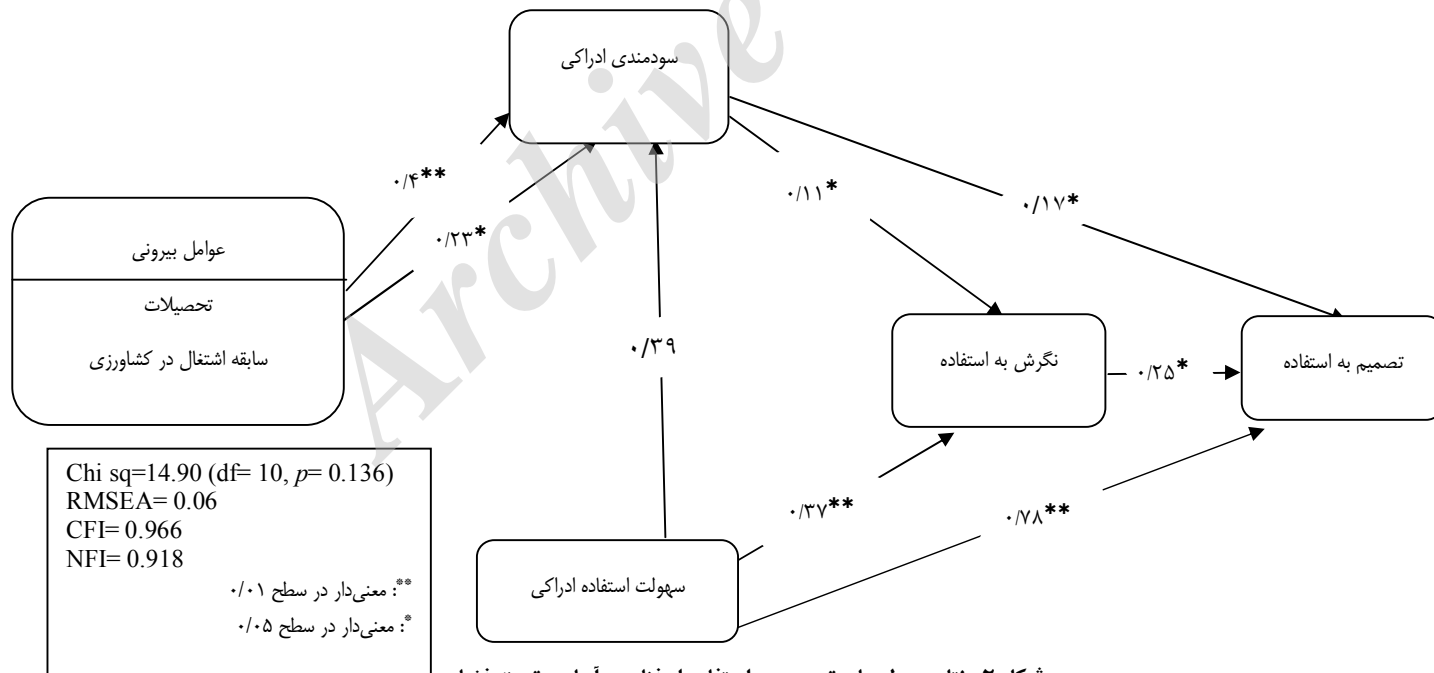 سودمندی ادراکی
۰/۴**
۰/۲۳*
۰/۱۱*
۰/۱۷*
عوامل بیرونی
تحصیلات
سابقه اشتغال در کشاورزی
۰/۳۹
نگرش به استفاده
۰/۲۵*
تصمیم به استفاده
Chi sq=14.90 (df= 10, p= 0.136)
RMSEA= 0.06
CFI= 0.966
NFI= 0.918
**: معنی‌دار در سطح ۰/۰۱
*: معنی‌دار در سطح ۰/۰۵
۰/۳۷**
۰/۷۸**
سهولت استفاده ادراکی
Archive